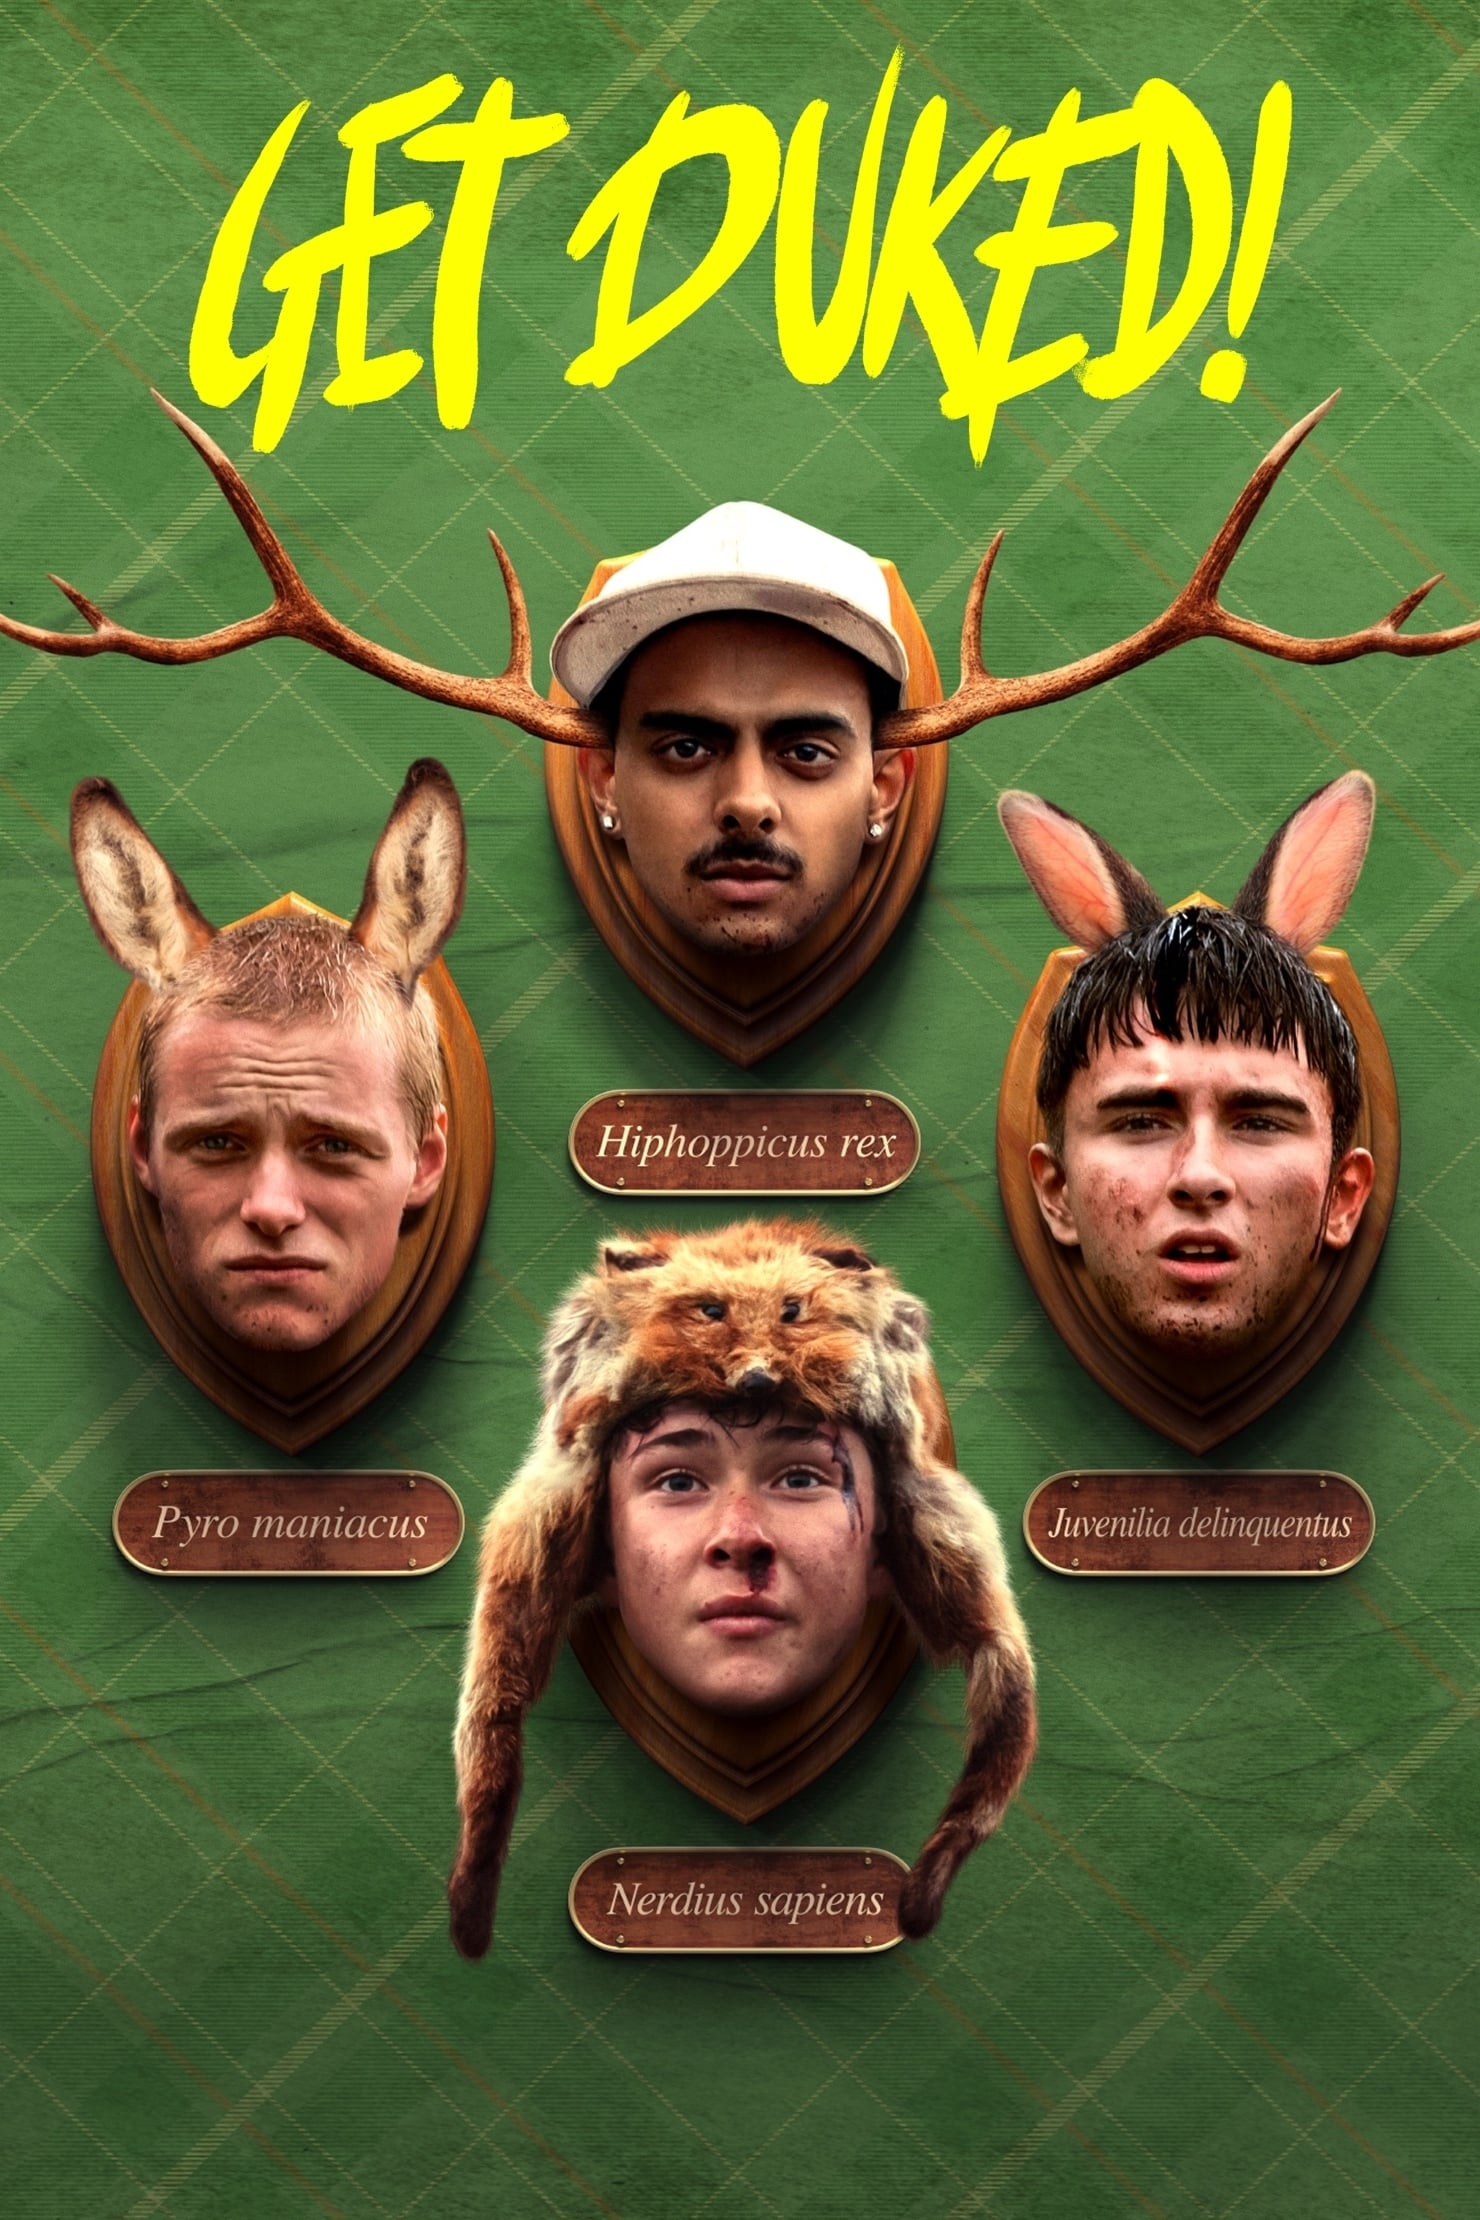 GET DUKED!
Hiphoppicus rex
Pyro maniacus
Juvenilia delinquentus
Nerdius sapiens